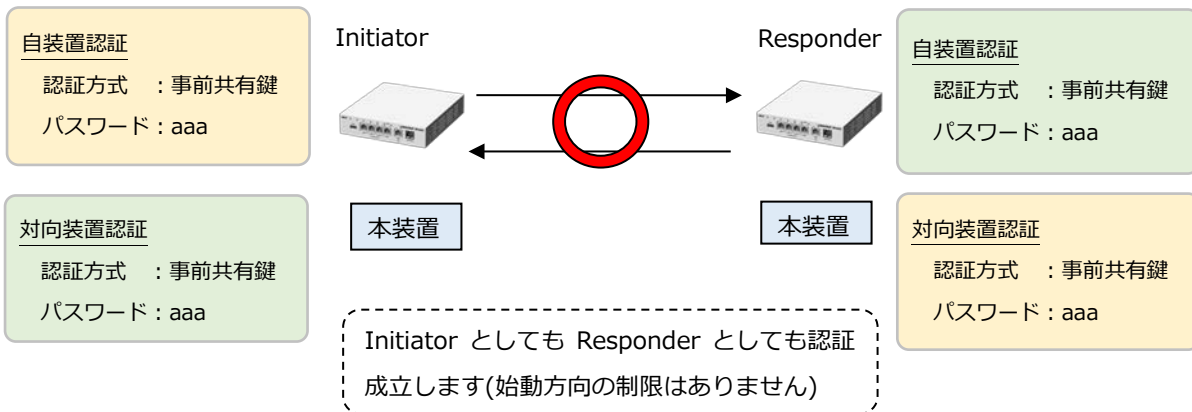 自装置認証
認証方式 ：事前共有鍵
パスワード：aaa
対向装置認証
認証方式 ：事前共有鍵
パスワード：aaa
Initiator
Responder
本装置
本装置
Initiator としても Responder としても認証
成立します(始動方向の制限はありません)
自装置認証
認証方式 ：事前共有鍵
パスワード：aaa
対向装置認証
認証方式 ：事前共有鍵
パスワード：aaa